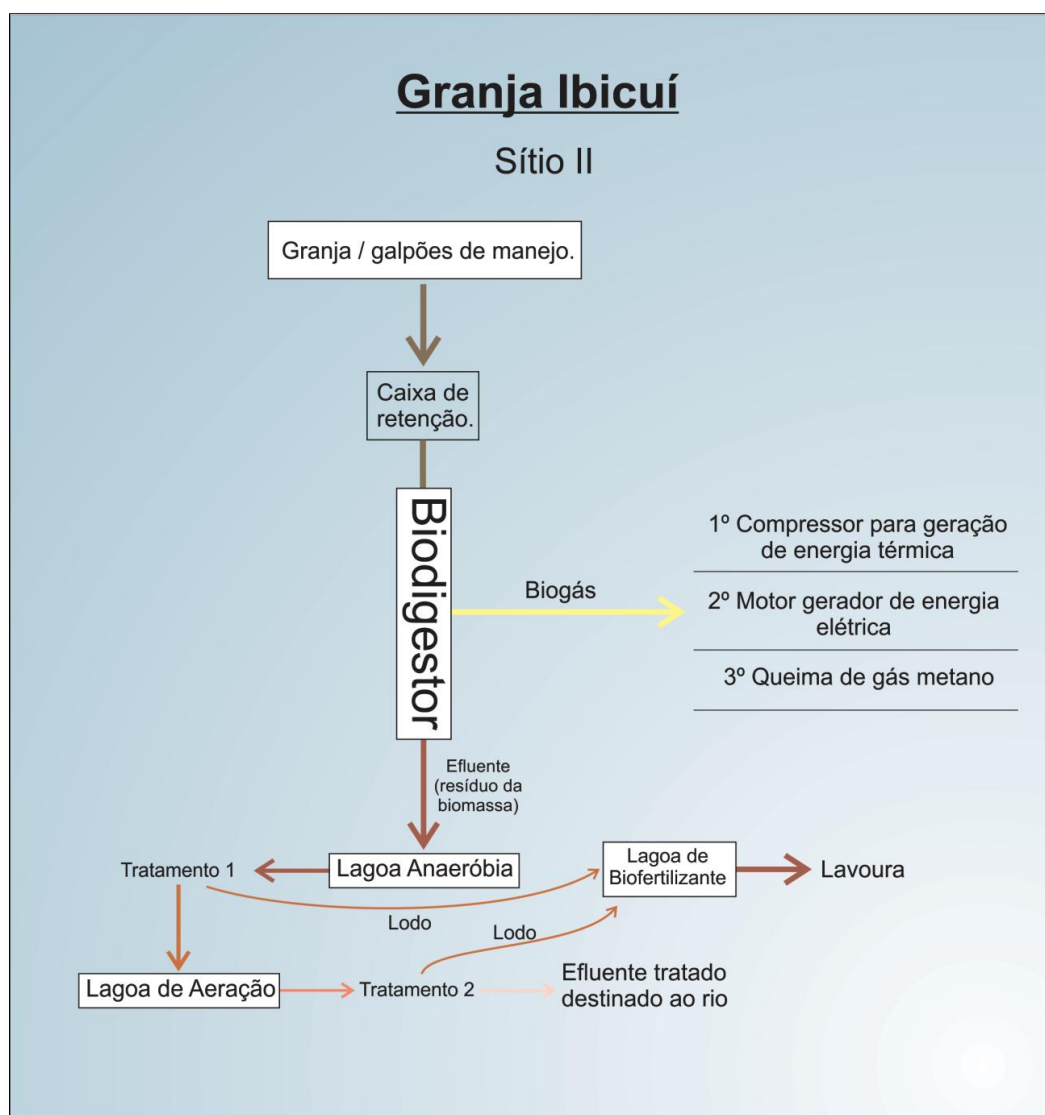 Granja Ibicuí
Sítio II
Granja / galpões de manejo.
Caixa de
retenção.
Biodigestor
Biogás
1º Compressor para geração
de energia térmica
2º Motor gerador de energia
elétrica
3º Queima de gás metano
Efluente
(resíduo da
biomassa)
Tratamento 1
Lagoa Anaeróbia
Lagoa de
Biofertilizante
Lavoura
Lodo
Lodo
Lagoa de Aeração
Tratamento 2
Efluente tratado
destinado ao rio